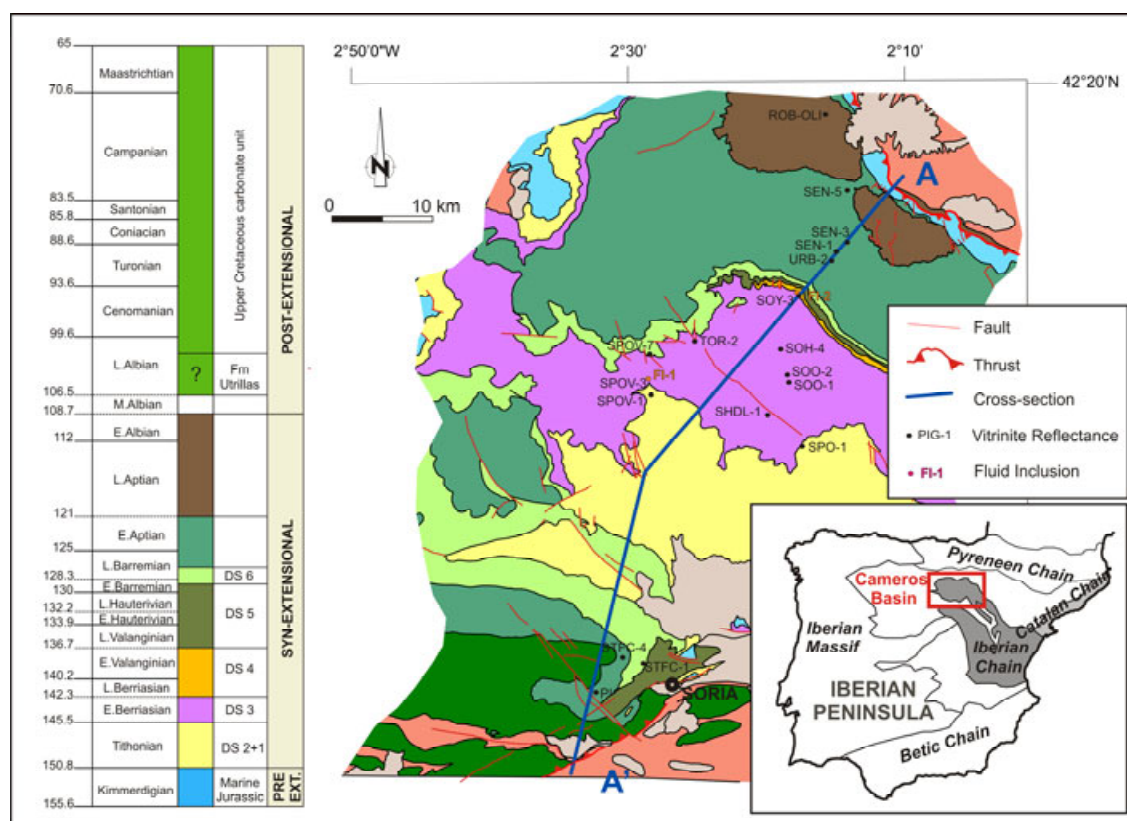 65
70.6
83.5
85.8
88.6
93.6
99.6
106.5
108.7
112
121
125
128.3
130
132.2
133.9
136.7
140.2
142.3
145.5
150.8
155.6
Maastrichtian
Campanian
Santonian
Coniacian
Turonian
Cenomanian
L.Albian
M.Albian
E.Albian
L.Aptian
E.Aptian
L.Barremian
E.Barremian
L.Hauterivian
E.Hauterivian
L.Valanginian
E.Valanginian
L.Berriasian
E.Berriasian
Tithonian
Kimmerdigian
?
Upper Cretaceous carbonate unit
Fm
Utrillas
DS 6
DS 5
DS 4
DS 3
DS 2+1
Marine
Jurassic
POST-EXTENSIONAL
SYN-EXTENSIONAL
PRE
EXT.
2°50'0"W
2°30'
2°10'
42°20'N
N
0
10 km
ROB-OLI
A
SEN-5
SEN-3
SEN-1
URB-2
SOY-3
TOR-2
SPOV-7
SOH-4
SPOV-3
FI-1
SOO-2
SOO-1
SPOV-1
SHDL-1
SPO-1
STFC-4
STFC-1
SORIA
A¹
Fault
Thrust
Cross-section
PIG-1
Vitrinite Reflectance
FI-1
Fluid Inclusion
Pyreneen Chain
Cameros
Basin
Catalan Chain
Iberian
Massif
Iberian
Chain
IBERIAN
PENINSULA
Betic Chain